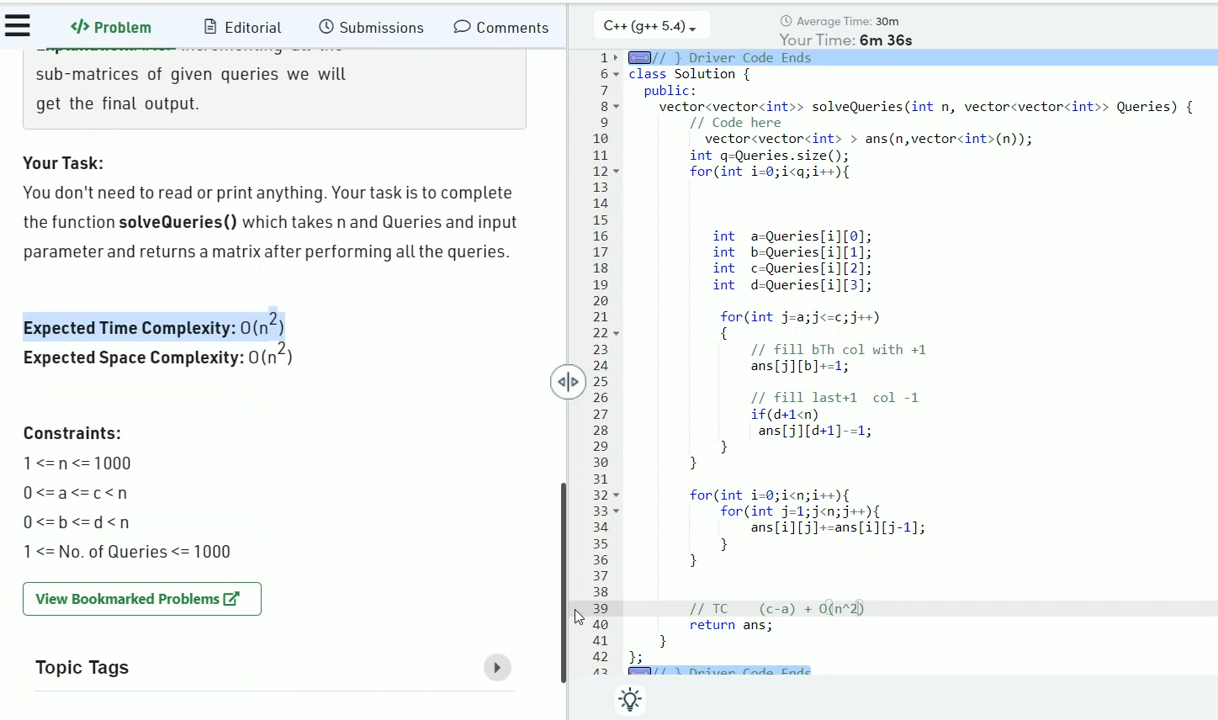 Problem
Editorial
Submissions
Comments
Explanation: After incrementing all the
sub-matrices of given queries we will
get the final output.
Your Task:
You don't need to read or print anything. Your task is to complete
the function solveQueries() which takes n and Queries and input
parameter and returns a matrix after performing all the queries.
Expected Time Complexity: O(n2)
Expected Space Complexity: O(n2)
Constraints:
1 <= n <= 1000
0 <= a <= c < n
0 <= b <= d < n
1 <= No. of Queries <= 1000
View Bookmarked Problems
Topic Tags
C++ (g++ 5.4)
Average Time: 30m
Your Time: 6m 36s
1 // } Driver Code Ends
6 class Solution {
7 public:
8 vector<vector<int>> solveQueries(int n, vector<vector<int>> Queries) {
9 // Code here
10 vector<vector<int> > ans(n,vector<int>(n));
11 int q=Queries.size();
12 for(int i=0;i<q;i++){
13
14
15
16 int a=Queries[i][0];
17 int b=Queries[i][1];
18 int c=Queries[i][2];
19 int d=Queries[i][3];
20
21 for(int j=a;j<=c;j++)
22 {
23 // fill bTh col with +1
24 ans[j][b]+=1;
25
26 // fill last+1 col -1
27 if(d+1<n)
28 ans[j][d+1]-=1;
29 }
30 }
31
32 for(int i=0;i<n;i++){
33 for(int j=1;j<n;j++){
34 ans[i][j]+=ans[i][j-1];
35 }
36 }
37
38
39 // TC (c-a) + O(n^2)
40 return ans;
41 }
42 };
43 // } Driver Code Ends